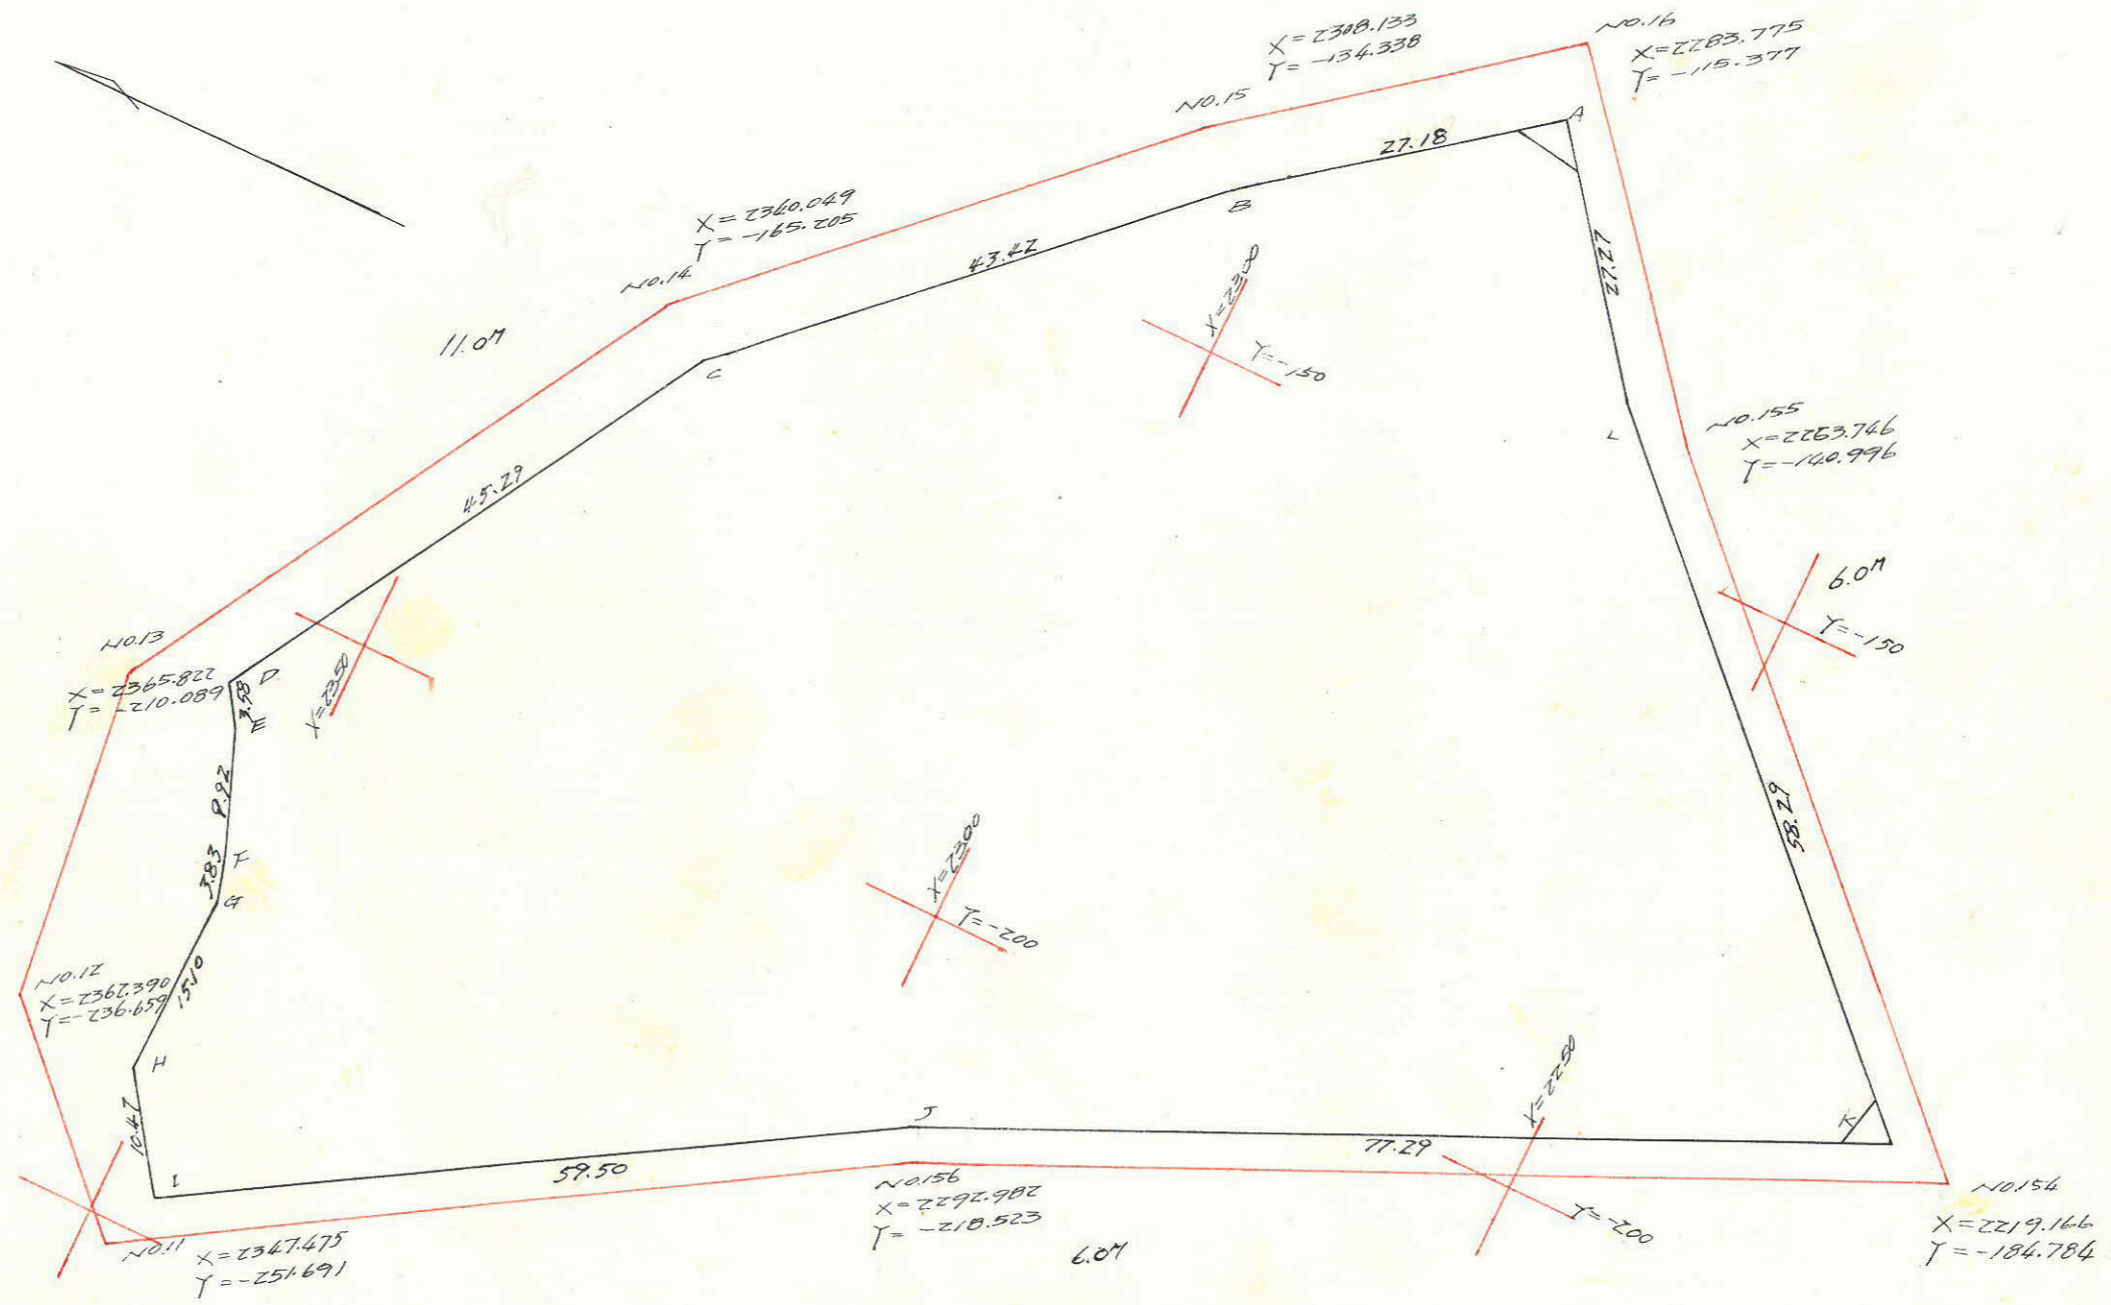 NO.16
X=2283.775
Y=-115.377
X=2308.133
Y=-134.338
NO.15
A
27.18
B
X=2340.049
Y=-165.205
NO.14
43.42
27.27
X=2300
Y=-150
11.0M
C
L
NO.155
X=2263.746
Y=-140.996
45.29
6.0M
Y=-150
NO.13
X=2365.822
Y=-210.089
D
3.58
E
X=2350
8.92
58.29
F
3.83
G
X=2300
Y=-200
NO.12
X=2362.390
Y=-236.659
15.10
H
10.47
X=2250
K
J
77.29
I
59.50
NO.156
X=2292.982
Y=-218.523
NO.154
X=2219.166
Y=-184.784
Y=-200
NO.11
X=2347.475
Y=-251.691
6.0M